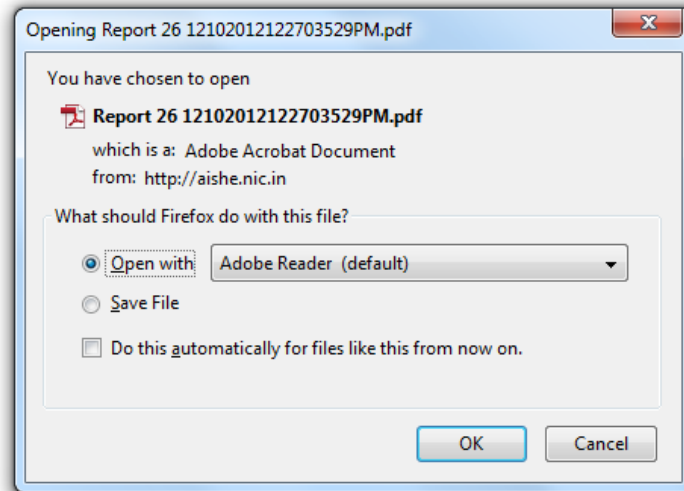 Opening Report 26 12102012122703529PM.pdf
You have chosen to open
Report 26 12102012122703529PM.pdf
which is a: Adobe Acrobat Document
from: http://aishe.nic.in
What should Firefox do with this file?
Open with Adobe Reader (default)
Save File
Do this automatically for files like this from now on.
OK Cancel